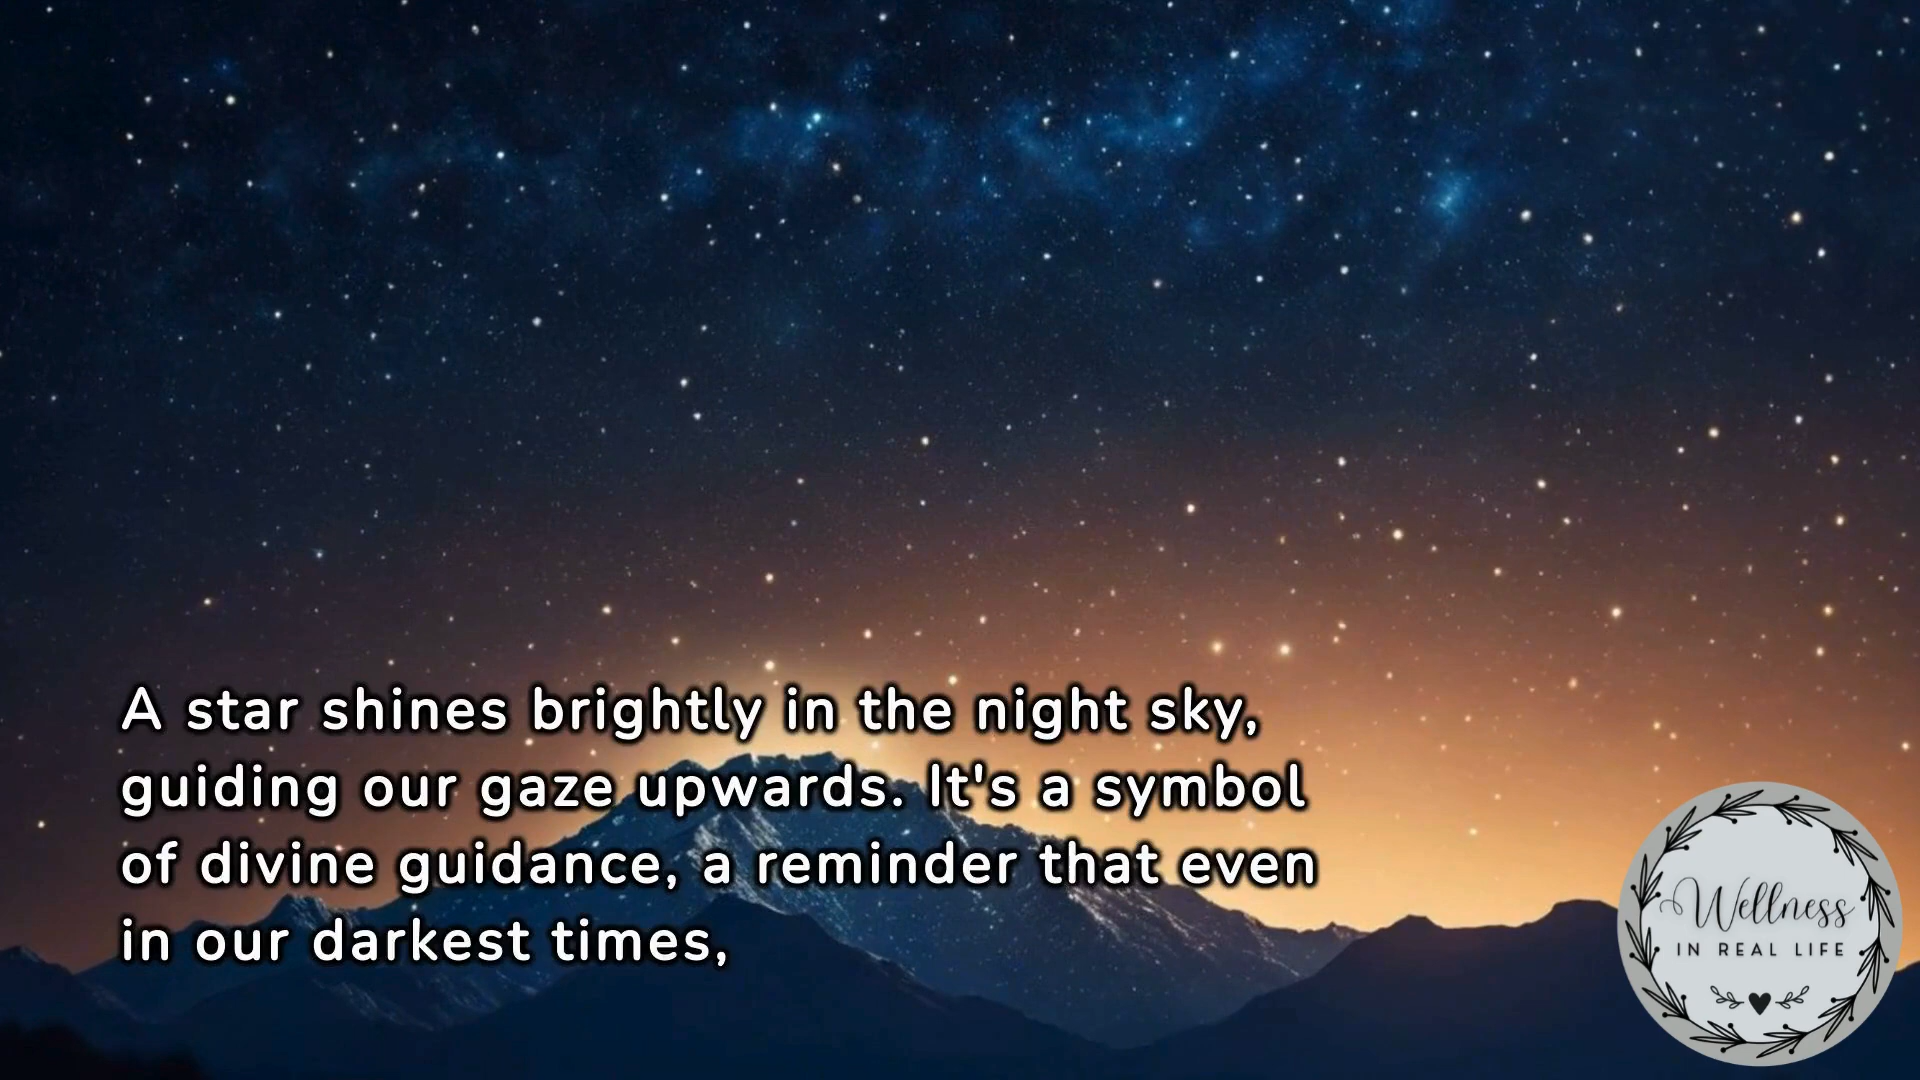 A star shines brightly in the night sky,
guiding our gaze upwards. It's a symbol
of divine guidance, a reminder that even
in our darkest times,
Wellness
IN REAL LIFE